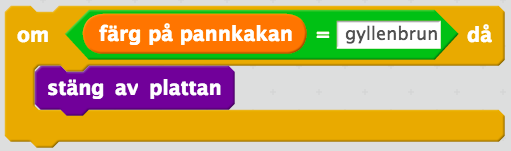 om färg på pannkakan = gyllenbrun då
stäng av plattan